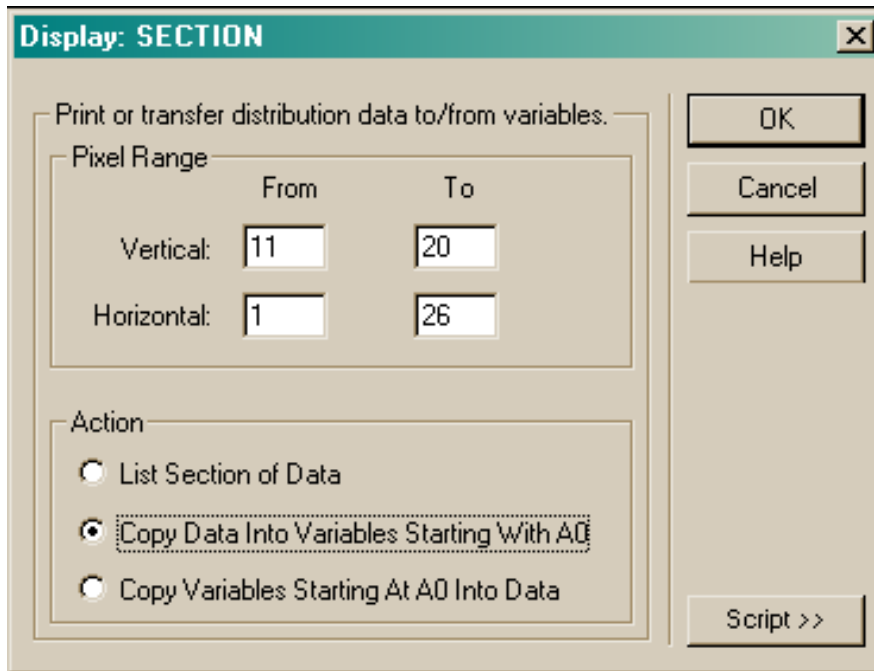 Display: SECTION
Print or transfer distribution data to/from variables.
OK
Pixel Range
From To
Cancel
Vertical: 11 20
Help
Horizontal: 1 26
Action
List Section of Data
Copy Data Into Variables Starting With A0
Copy Variables Starting At A0 Into Data
Script >>